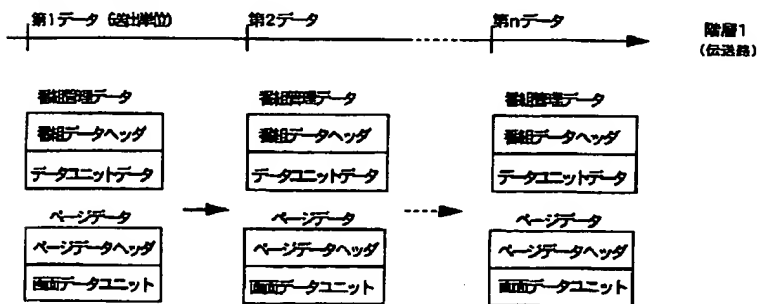 第1データ (送出単位)
第2データ
第nデータ
階層1
(伝送路)
番組管理データ
番組管理データ
番組管理データ
番組データヘッダ
番組データヘッダ
番組データヘッダ
データユニットデータ
データユニットデータ
データユニットデータ
ページデータ
ページデータ
ページデータ
ページデータヘッダ
ページデータヘッダ
ページデータヘッダ
画面データユニット
画面データユニット
画面データユニット